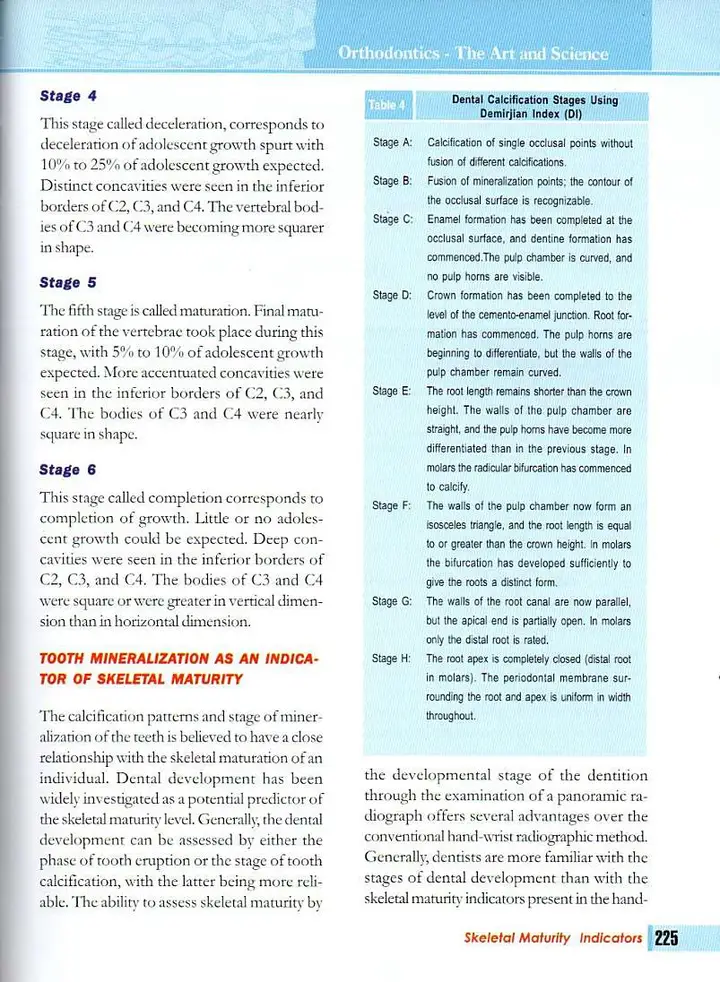 Orthodontics - The Art and Science
Stage 4
This stage called deceleration, corresponds to
deceleration of adolescent growth spurt with
10% to 25% of adolescent growth expected.
Distinct concavities were seen in the inferior
borders of C2, C3, and C4. The vertebral bod-
ies of C3 and C4 were becoming more squarer
in shape.
Stage 5
The fifth stage is called maturation. Final matu-
ration of the vertebrae took place during this
stage, with 5% to 10% of adolescent growth
expected. More accentuated concavities were
seen in the inferior borders of C2, C3, and
C4. The bodies of C3 and C4 were nearly
square in shape.
Stage 6
This stage called completion corresponds to
completion of growth. Little or no adoles-
cent growth could be expected. Deep con-
cavities were seen in the inferior borders of
C2, C3, and C4. The bodies of C3 and C4
were square or were greater in vertical dimen-
sion than in horizontal dimension.
TOOTH MINERALIZATION AS AN INDICA-
TOR OF SKELETAL MATURITY
The calcification patterns and stage of miner-
alization of the teeth is believed to have a close
relationship with the skeletal maturation of an
individual. Dental development has been
widely investigated as a potential predictor of
the skeletal maturity level. Generally, the dental
development can be assessed by either the
phase of tooth eruption or the stage of tooth
calcification, with the latter being more reli-
able. The ability to assess skeletal maturity by
Table 4
Dental Calcification Stages Using
Demirjian Index (DI)
Stage A: Calcification of single occlusal points without
fusion of different calcifications.
Stage B: Fusion of mineralization points; the contour of
the occlusal surface is recognizable.
Stage C: Enamel formation has been completed at the
occlusal surface, and dentine formation has
commenced.The pulp chamber is curved, and
no pulp horns are visible.
Stage D: Crown formation has been completed to the
level of the cemento-enamel junction. Root for-
mation has commenced. The pulp horns are
beginning to differentiate, but the walls of the
pulp chamber remain curved.
Stage E: The root length remains shorter than the crown
height. The walls of the pulp chamber are
straight, and the pulp horns have become more
differentiated than in the previous stage. In
molars the radicular bifurcation has commenced
to calcify.
Stage F: The walls of the pulp chamber now form an
isosceles triangle, and the root length is equal
to or greater than the crown height. In molars
the bifurcation has developed sufficiently to
give the roots a distinct form.
Stage G: The walls of the root canal are now parallel,
but the apical end is partially open. In molars
only the distal root is rated.
Stage H: The root apex is completely closed (distal root
in molars). The periodontal membrane sur-
rounding the root and apex is uniform in width
throughout.
the developmental stage of the dentition
through the examination of a panoramic ra-
diograph offers several advantages over the
conventional hand-wrist radiographic method.
Generally, dentists are more familiar with the
stages of dental development than with the
skeletal maturity indicators present in the hand-
Skeletal Maturity Indicators 225